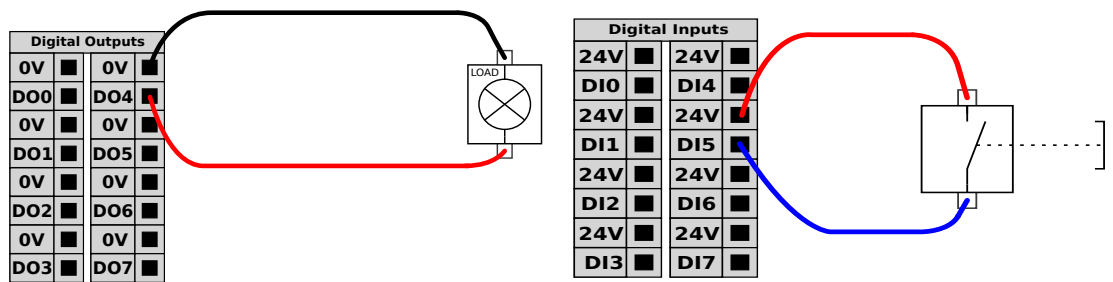 Digital Outputs
0V 0V
DO0 DO4
0V 0V
DO1 DO5
0V 0V
DO2 DO6
0V 0V
DO3 DO7
LOAD
Digital Inputs
24V 24V
DI0 DI4
24V 24V
DI1 DI5
24V 24V
DI2 DI6
24V 24V
DI3 DI7